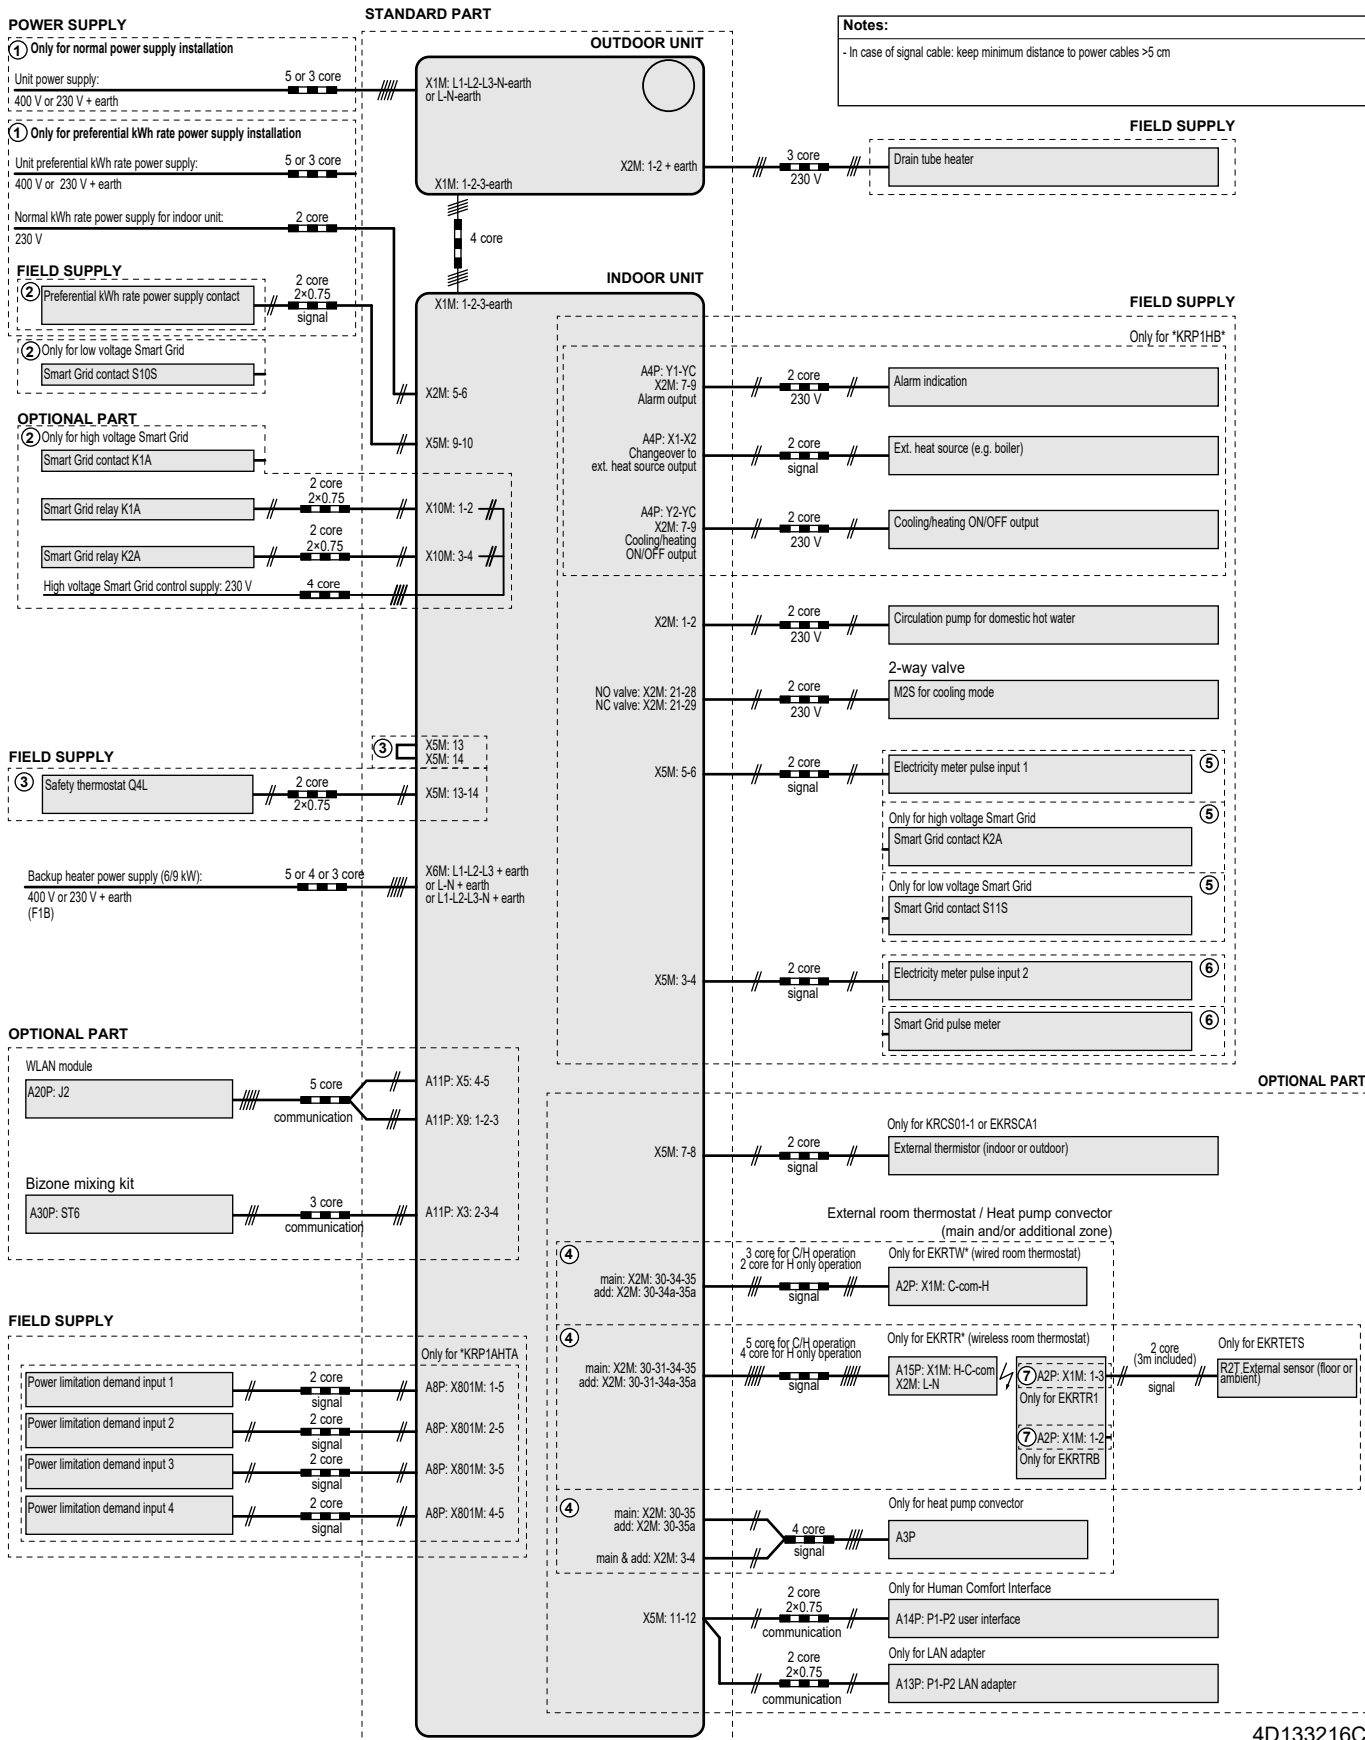 STANDARD PART
POWER SUPPLY
1 Only for normal power supply installation
Unit power supply:
5 or 3 core
400 V or 230 V + earth
1 Only for preferential kWh rate power supply installation
Unit preferential kWh rate power supply:
5 or 3 core
400 V or 230 V + earth
Normal kWh rate power supply for indoor unit:
2 core
230 V
FIELD SUPPLY
2 Preferential kWh rate power supply contact
2 core
2×0.75
signal
2 Only for low voltage Smart Grid
Smart Grid contact S10S
OPTIONAL PART
2 Only for high voltage Smart Grid
Smart Grid contact K1A
Smart Grid relay K1A
2 core
2×0.75
Smart Grid relay K2A
2 core
2×0.75
High voltage Smart Grid control supply: 230 V
4 core
FIELD SUPPLY
3 Safety thermostat Q4L
2 core
2×0.75
Backup heater power supply (6/9 kW):
5 or 4 or 3 core
400 V or 230 V + earth
(F1B)
OPTIONAL PART
WLAN module
A20P: J2
5 core
communication
Bizone mixing kit
A30P: ST6
3 core
communication
FIELD SUPPLY
Only for *KRP1AHTA
Power limitation demand input 1
2 core
signal
Power limitation demand input 2
2 core
signal
Power limitation demand input 3
2 core
signal
Power limitation demand input 4
2 core
signal
OUTDOOR UNIT
X1M: L1-L2-L3-N-earth
or L-N-earth
X2M: 1-2 + earth
X1M: 1-2-3-earth
4 core
INDOOR UNIT
X1M: 1-2-3-earth
X2M: 5-6
X5M: 9-10
X10M: 1-2
X10M: 3-4
3
X5M: 13
X5M: 14
X5M: 13-14
X6M: L1-L2-L3 + earth
or L-N + earth
or L1-L2-L3-N + earth
A11P: X5: 4-5
A11P: X9: 1-2-3
A11P: X3: 2-3-4
A8P: X801M: 1-5
A8P: X801M: 2-5
A8P: X801M: 3-5
A8P: X801M: 4-5
Notes:
- In case of signal cable: keep minimum distance to power cables >5 cm
FIELD SUPPLY
3 core
230 V
Drain tube heater
FIELD SUPPLY
Only for *KRP1HB*
A4P: Y1-YC
X2M: 7-9
Alarm output
2 core
230 V
Alarm indication
A4P: X1-X2
Changeover to
ext. heat source output
2 core
signal
Ext. heat source (e.g. boiler)
A4P: Y2-YC
X2M: 7-9
Cooling/heating
ON/OFF output
2 core
230 V
Cooling/heating ON/OFF output
X2M: 1-2
2 core
230 V
Circulation pump for domestic hot water
2-way valve
NO valve: X2M: 21-28
NC valve: X2M: 21-29
2 core
230 V
M2S for cooling mode
X5M: 5-6
2 core
signal
Electricity meter pulse input 1
5
Only for high voltage Smart Grid
5
Smart Grid contact K2A
Only for low voltage Smart Grid
5
Smart Grid contact S11S
X5M: 3-4
2 core
signal
Electricity meter pulse input 2
6
Smart Grid pulse meter
6
OPTIONAL PART
Only for KRCS01-1 or EKRSCA1
X5M: 7-8
2 core
signal
External thermistor (indoor or outdoor)
External room thermostat / Heat pump convector
(main and/or additional zone)
4
3 core for C/H operation
2 core for H only operation
Only for EKRTW* (wired room thermostat)
main: X2M: 30-34-35
add: X2M: 30-34a-35a
signal
A2P: X1M: C-com-H
4
5 core for C/H operation
4 core for H only operation
Only for EKRTR* (wireless room thermostat)
main: X2M: 30-31-34-35
add: X2M: 30-31-34a-35a
signal
A15P: X1M: H-C-com
X2M: L-N
7 A2P: X1M: 1-3
Only for EKRTR1
7 A2P: X1M: 1-2
Only for EKRTRB
2 core
(3m included)
signal
Only for EKRTETS
R2T External sensor (floor or
ambient)
4
main: X2M: 30-35
add: X2M: 30-35a
main & add: X2M: 3-4
4 core
signal
Only for heat pump convector
A3P
X5M: 11-12
2 core
2×0.75
communication
Only for Human Comfort Interface
A14P: P1-P2 user interface
2 core
2×0.75
communication
Only for LAN adapter
A13P: P1-P2 LAN adapter
4D133216C